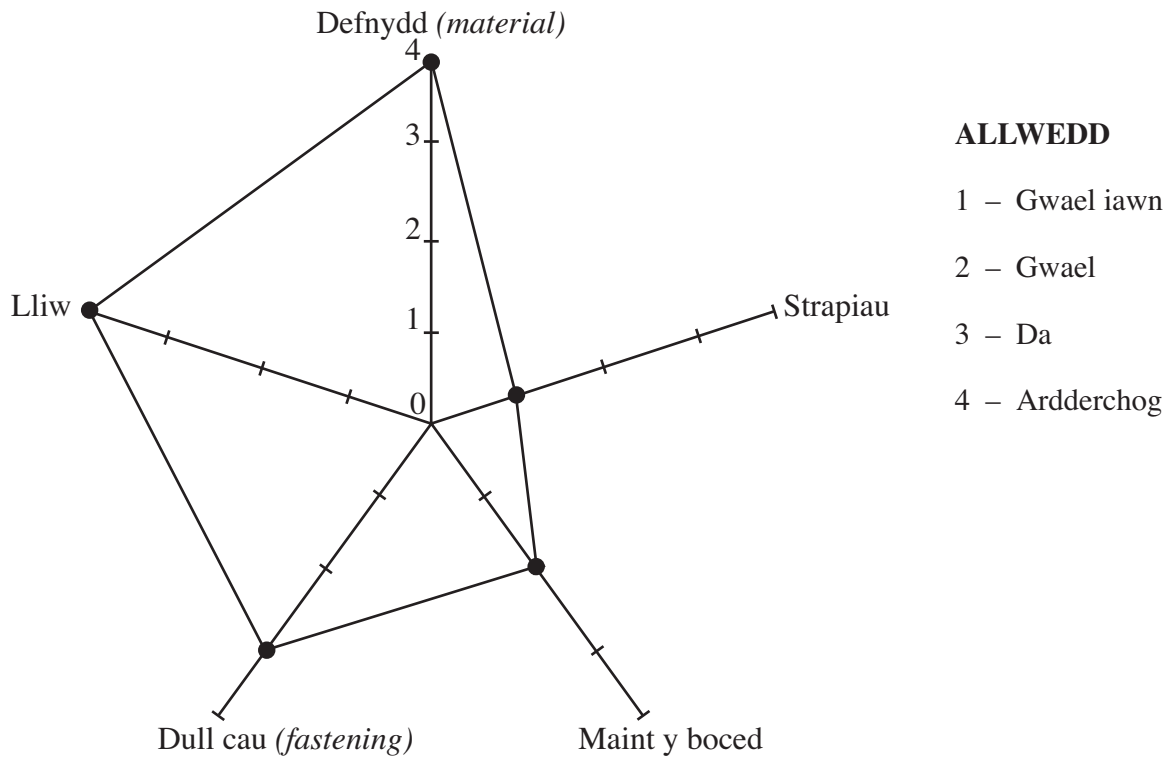 Defnydd (material)
4
3
2
1
0
Lliw
Strapiau
Dull cau (fastening)
Maint y boced
ALLWEDD
1 – Gwael iawn
2 – Gwael
3 – Da
4 – Ardderchog